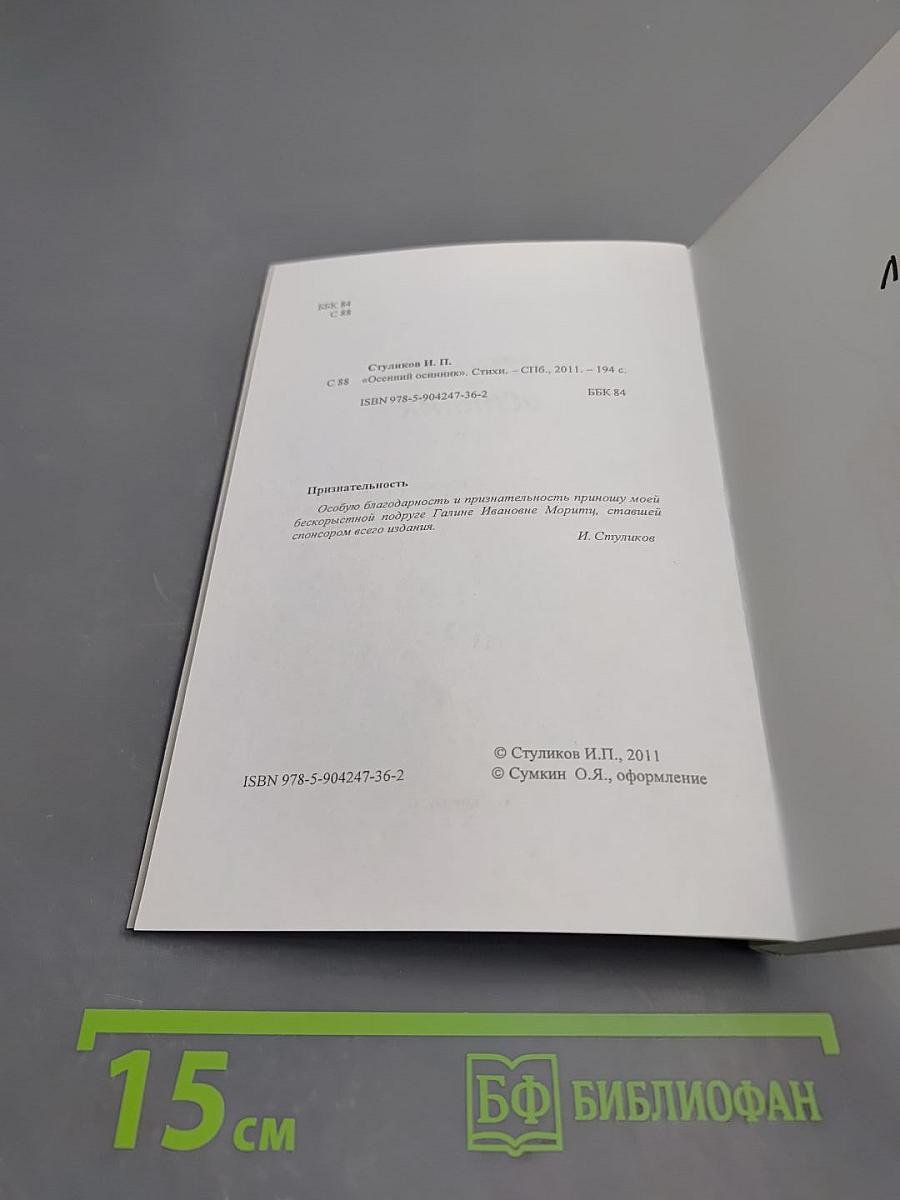 ББК 84
С 88
Стуликов И. П.
С 88 «Осенний осинник». Стихи. – СПб., 2011. – 194 с.
ISBN 978-5-904247-36-2 ББК 84
Признательность
Особую благодарность и признательность приношу моей
бескорыстной подруге Галине Ивановне Моритц, ставшей
спонсором всего издания.
И. Стуликов
© Стуликов И.П., 2011
ISBN 978-5-904247-36-2 © Сумкин О.Я., оформление
15 см
БФ БИБЛИОФАН